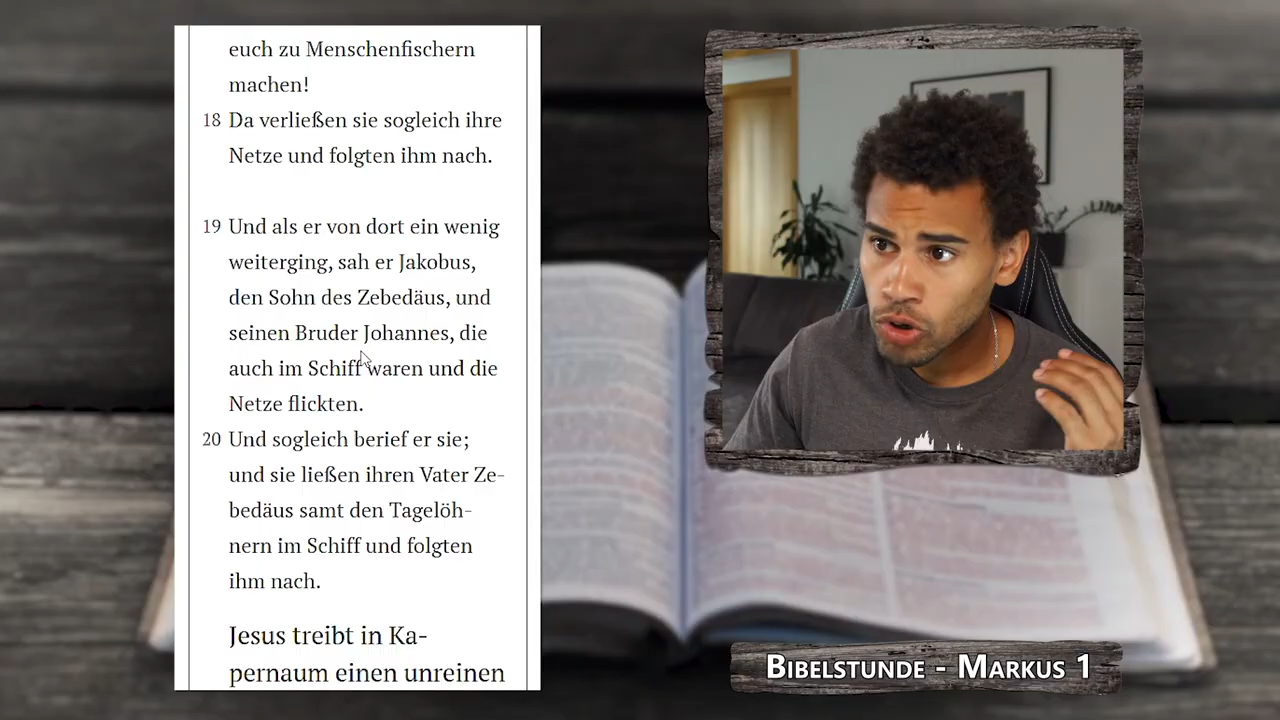 euch zu Menschenfischern
machen!
18 Da verließen sie sogleich ihre
Netze und folgten ihm nach.
19 Und als er von dort ein wenig
weiterging, sah er Jakobus,
den Sohn des Zebedäus, und
seinen Bruder Johannes, die
auch im Schiff waren und die
Netze flickten.
20 Und sogleich berief er sie;
und sie ließen ihren Vater Ze-
bedäus samt den Tagelöh-
nern im Schiff und folgten
ihm nach.
Jesus treibt in Ka-
pernaum einen unreinen
Bibelstunde - Markus 1